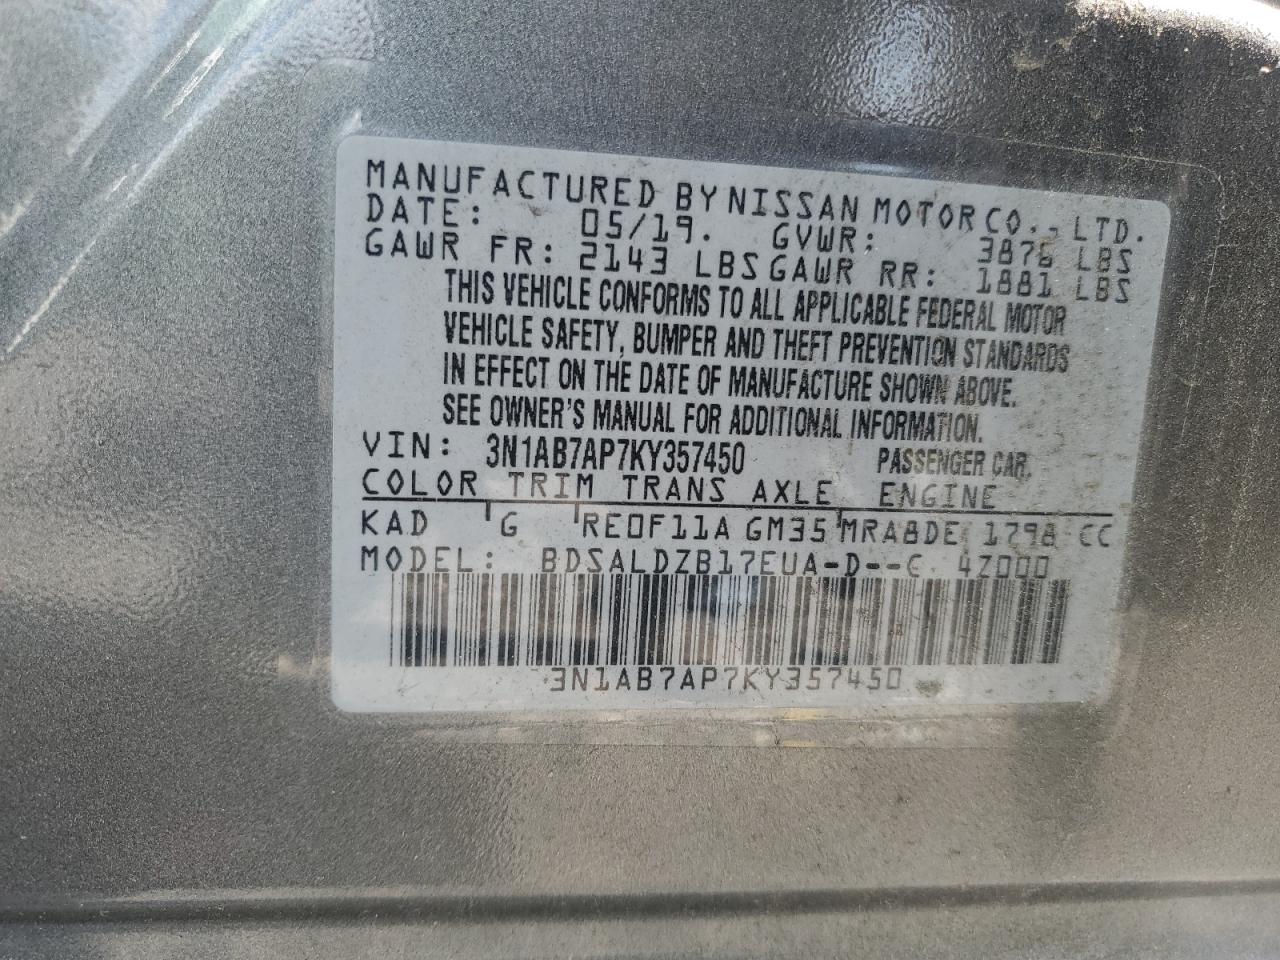 MANUFACTURED BY NISSAN MOTOR CO., LTD.
DATE: 05/19. GVWR: 3876 LBS
GAWR FR: 2143 LBS GAWR RR: 1881 LBS
THIS VEHICLE CONFORMS TO ALL APPLICABLE FEDERAL MOTOR
VEHICLE SAFETY, BUMPER AND THEFT PREVENTION STANDARDS
IN EFFECT ON THE DATE OF MANUFACTURE SHOWN ABOVE.
SEE OWNER'S MANUAL FOR ADDITIONAL INFORMATION.
VIN: 3N1AB7AP7KY357450 PASSENGER CAR.
COLOR TRIM TRANS AXLE ENGINE
KAD G RE0F11A GM35 MRA8DE 1798 CC
MODEL: BDSALDZB17EUA-D--C 4Z000
3N1AB7AP7KY357450